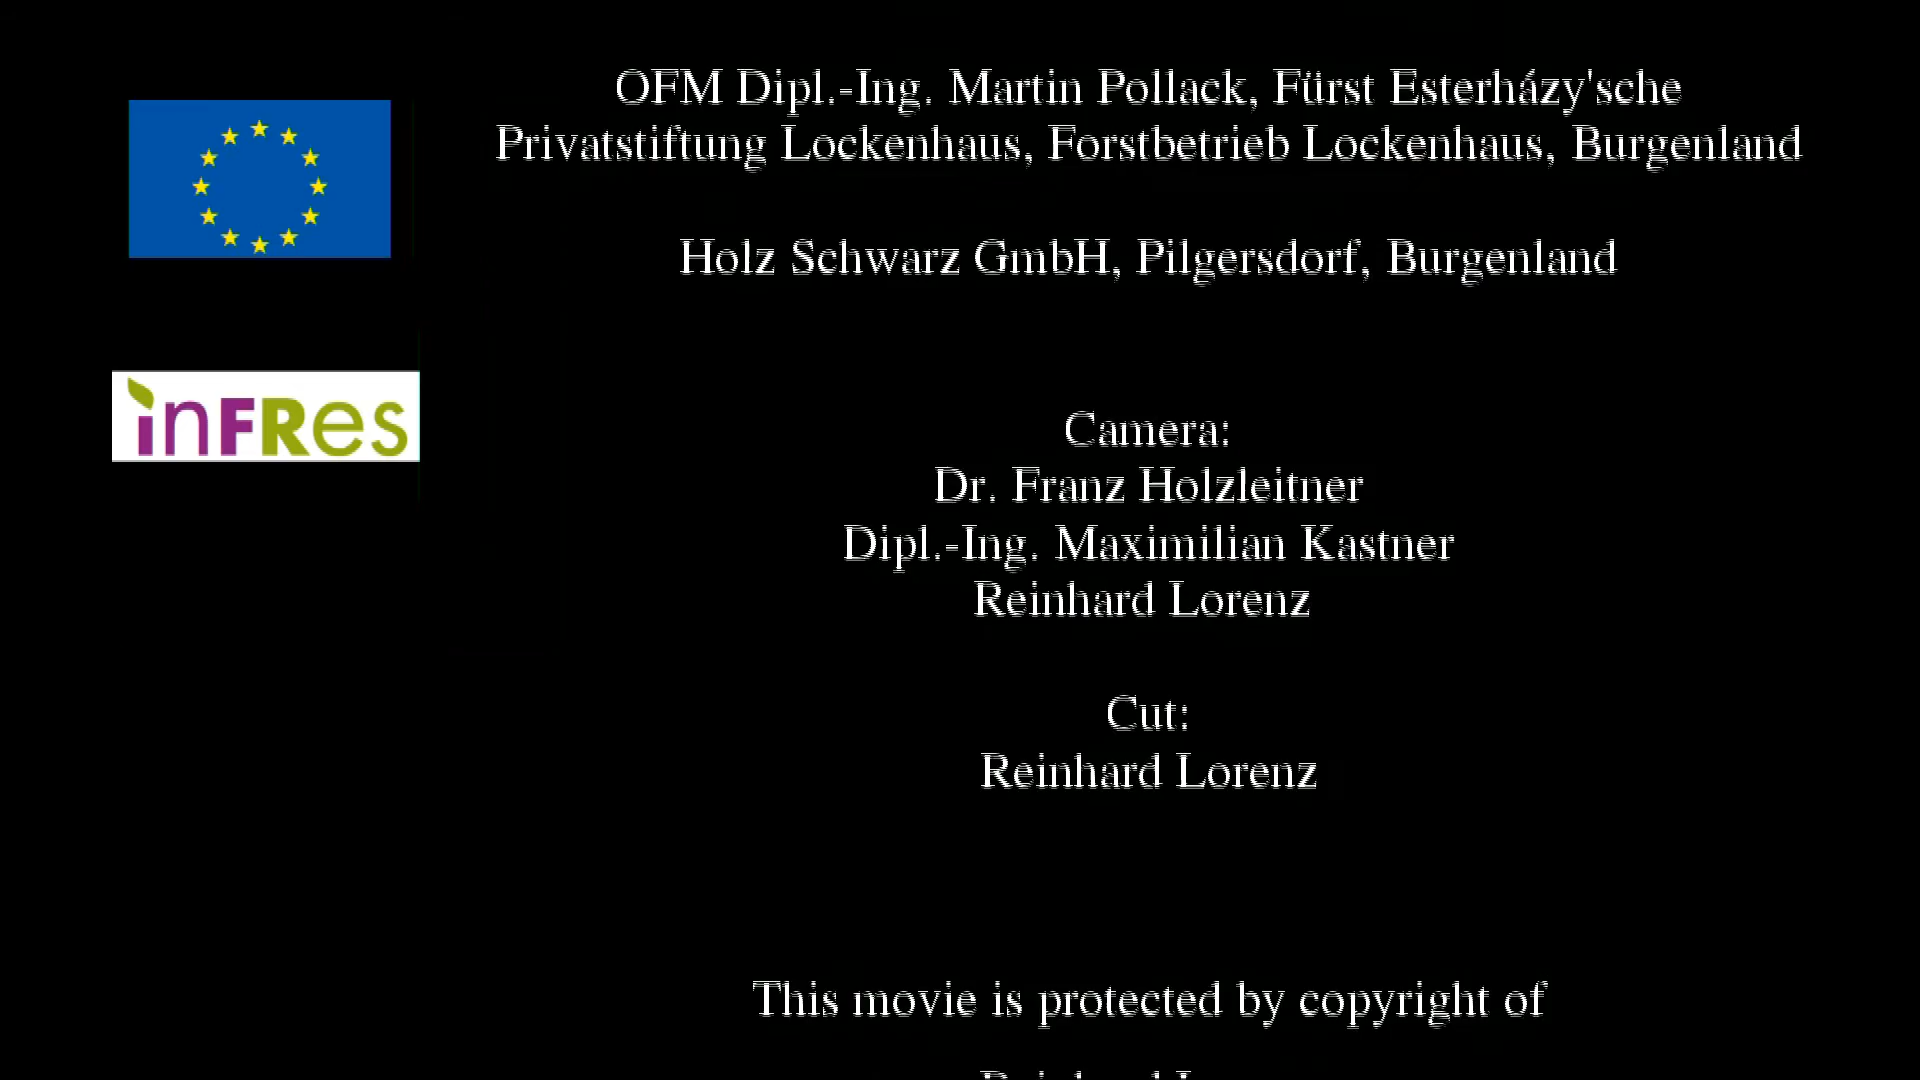 OFM Dipl.-Ing. Martin Pollack, Fürst Esterházy'sche
Privatstiftung Lockenhaus, Forstbetrieb Lockenhaus, Burgenland
Holz Schwarz GmbH, Pilgersdorf, Burgenland
inFRes
Camera:
Dr. Franz Holzleitner
Dipl.-Ing. Maximilian Kastner
Reinhard Lorenz
Cut:
Reinhard Lorenz
This movie is protected by copyright of